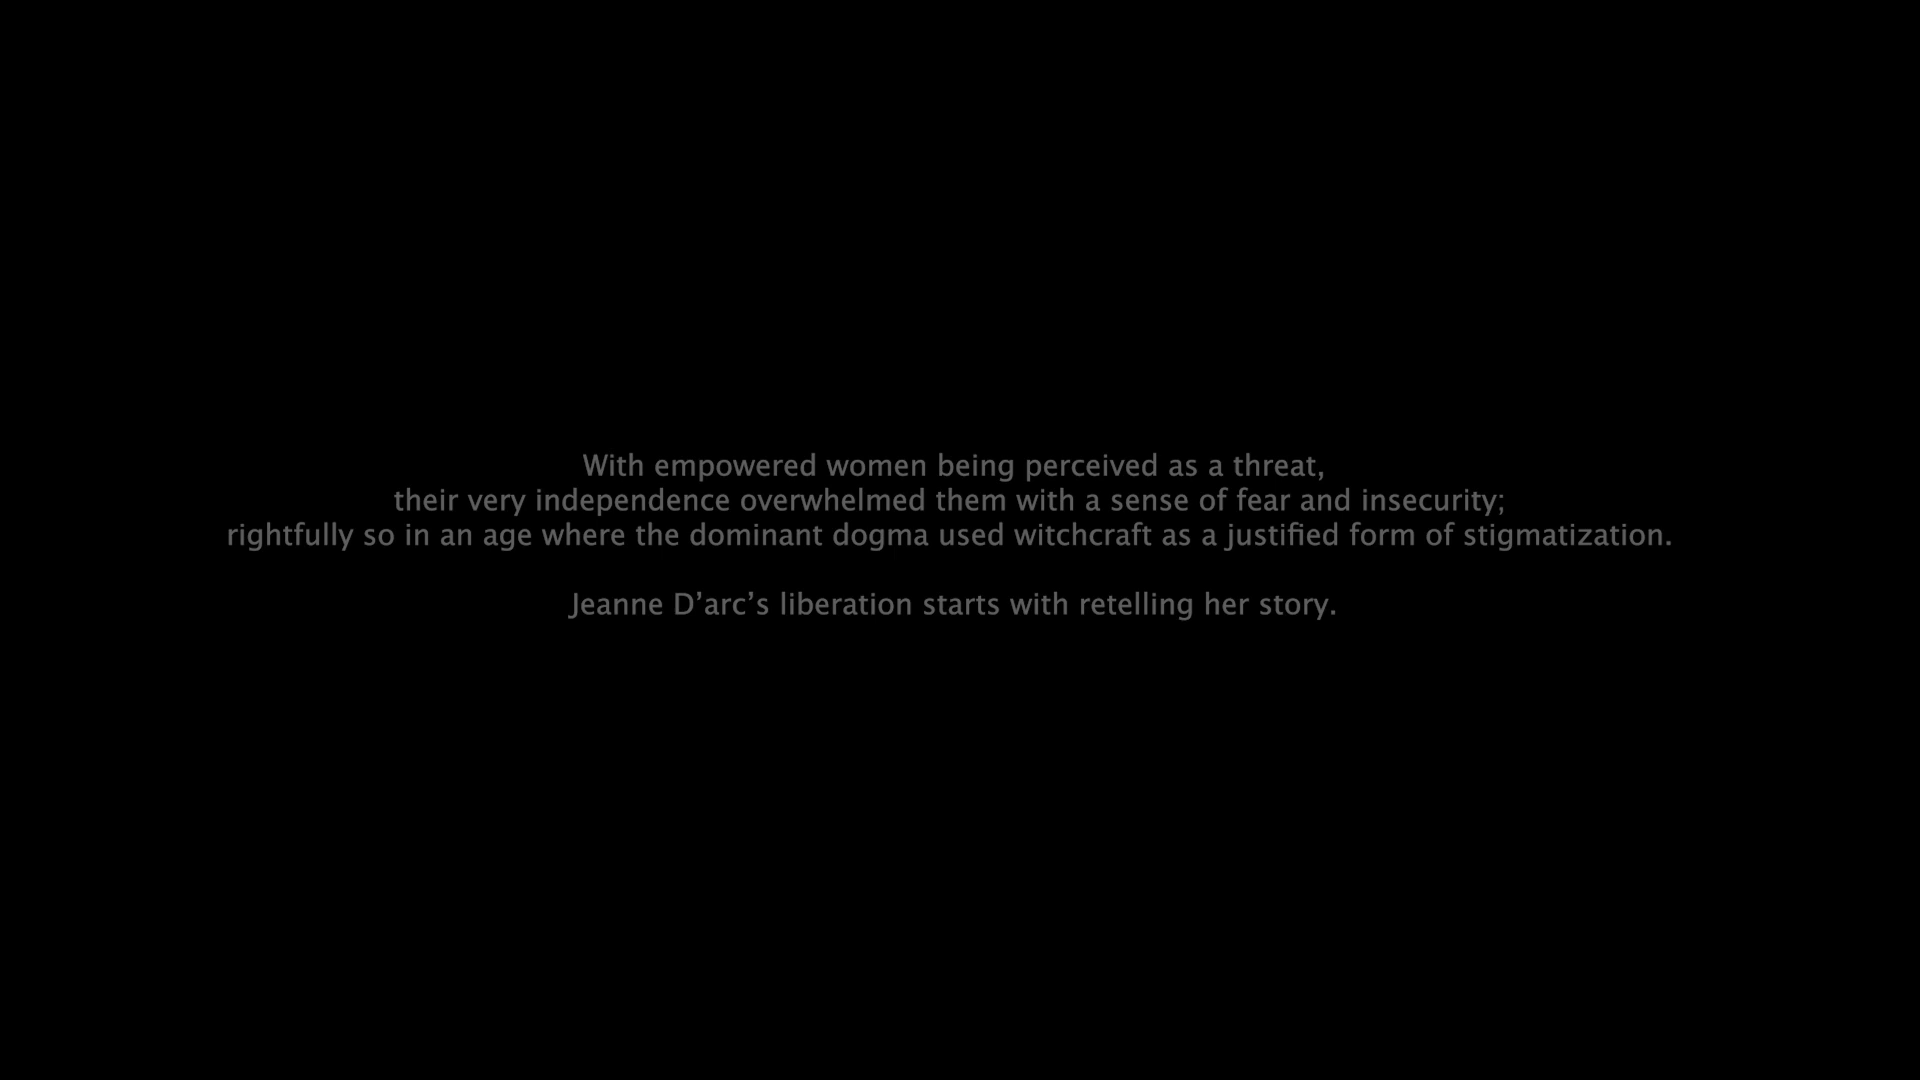 With empowered women being perceived as a threat,
their very independence overwhelmed them with a sense of fear and insecurity;
rightfully so in an age where the dominant dogma used witchcraft as a justified form of stigmatization.
Jeanne D’arc’s liberation starts with retelling her story.